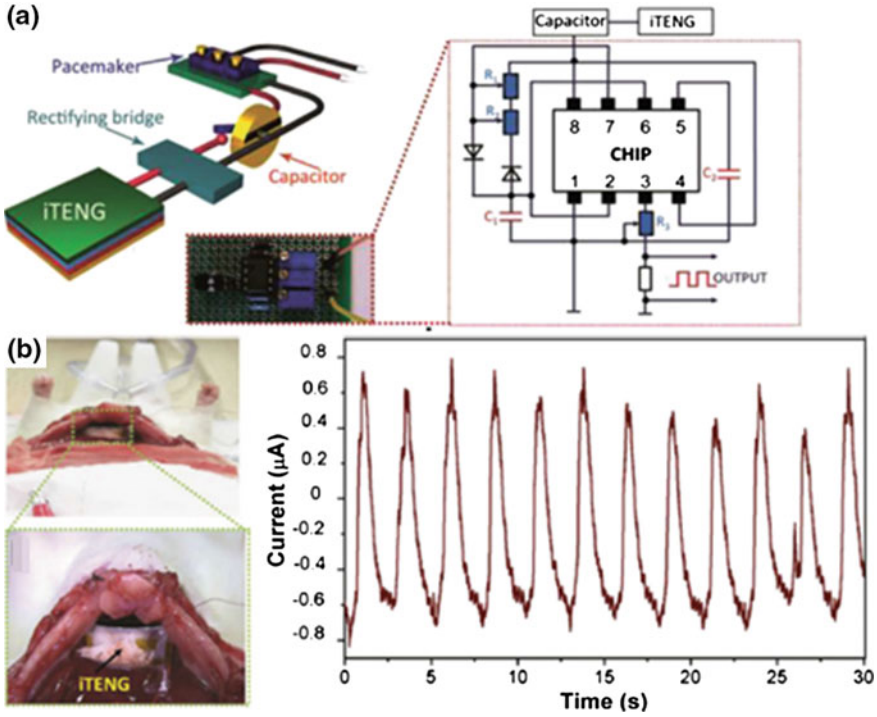 (a)
Pacemaker
Rectifying bridge
Capacitor
iTENG
Capacitor
iTENG
R₁
R₂
8 7 6 5
CHIP
1 2 3 4
C₁
C₂
R₃
OUTPUT
(b)
iTENG
Current (μA)
0.8
0.6
0.4
0.2
0
-0.2
-0.4
-0.6
-0.8
0 5 10 15 20 25 30
Time (s)